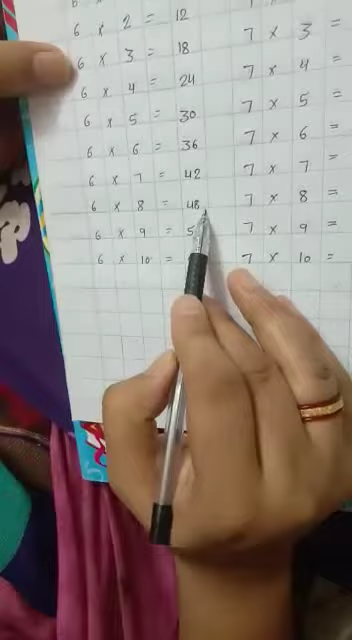 6 x 2 = 12
6 x 3 = 18 7 x 3 =
6 x 4 = 24 7 x 4 =
6 x 5 = 30 7 x 5 =
6 x 6 = 36 7 x 6 =
6 x 7 = 42 7 x 7 =
6 x 8 = 48 7 x 8 =
6 x 9 = 5 7 x 9 =
6 x 10 = 7 x 10 =